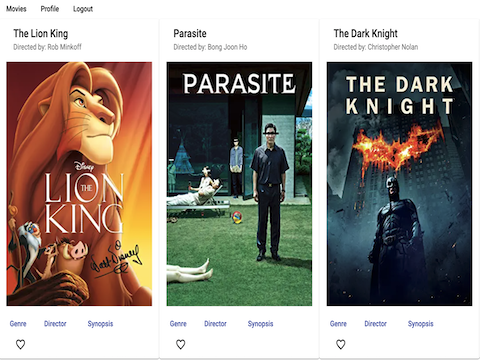 Movies Profile Logout
The Lion King
Directed by: Rob Minkoff
Disney
THE
LION
KING
Walt Disney
Genre Director Synopsis
Parasite
Directed by: Bong Joon Ho
PARASITE
Genre Director Synopsis
The Dark Knight
Directed by: Christopher Nolan
THE DARK
KNIGHT
Genre Director Synopsis